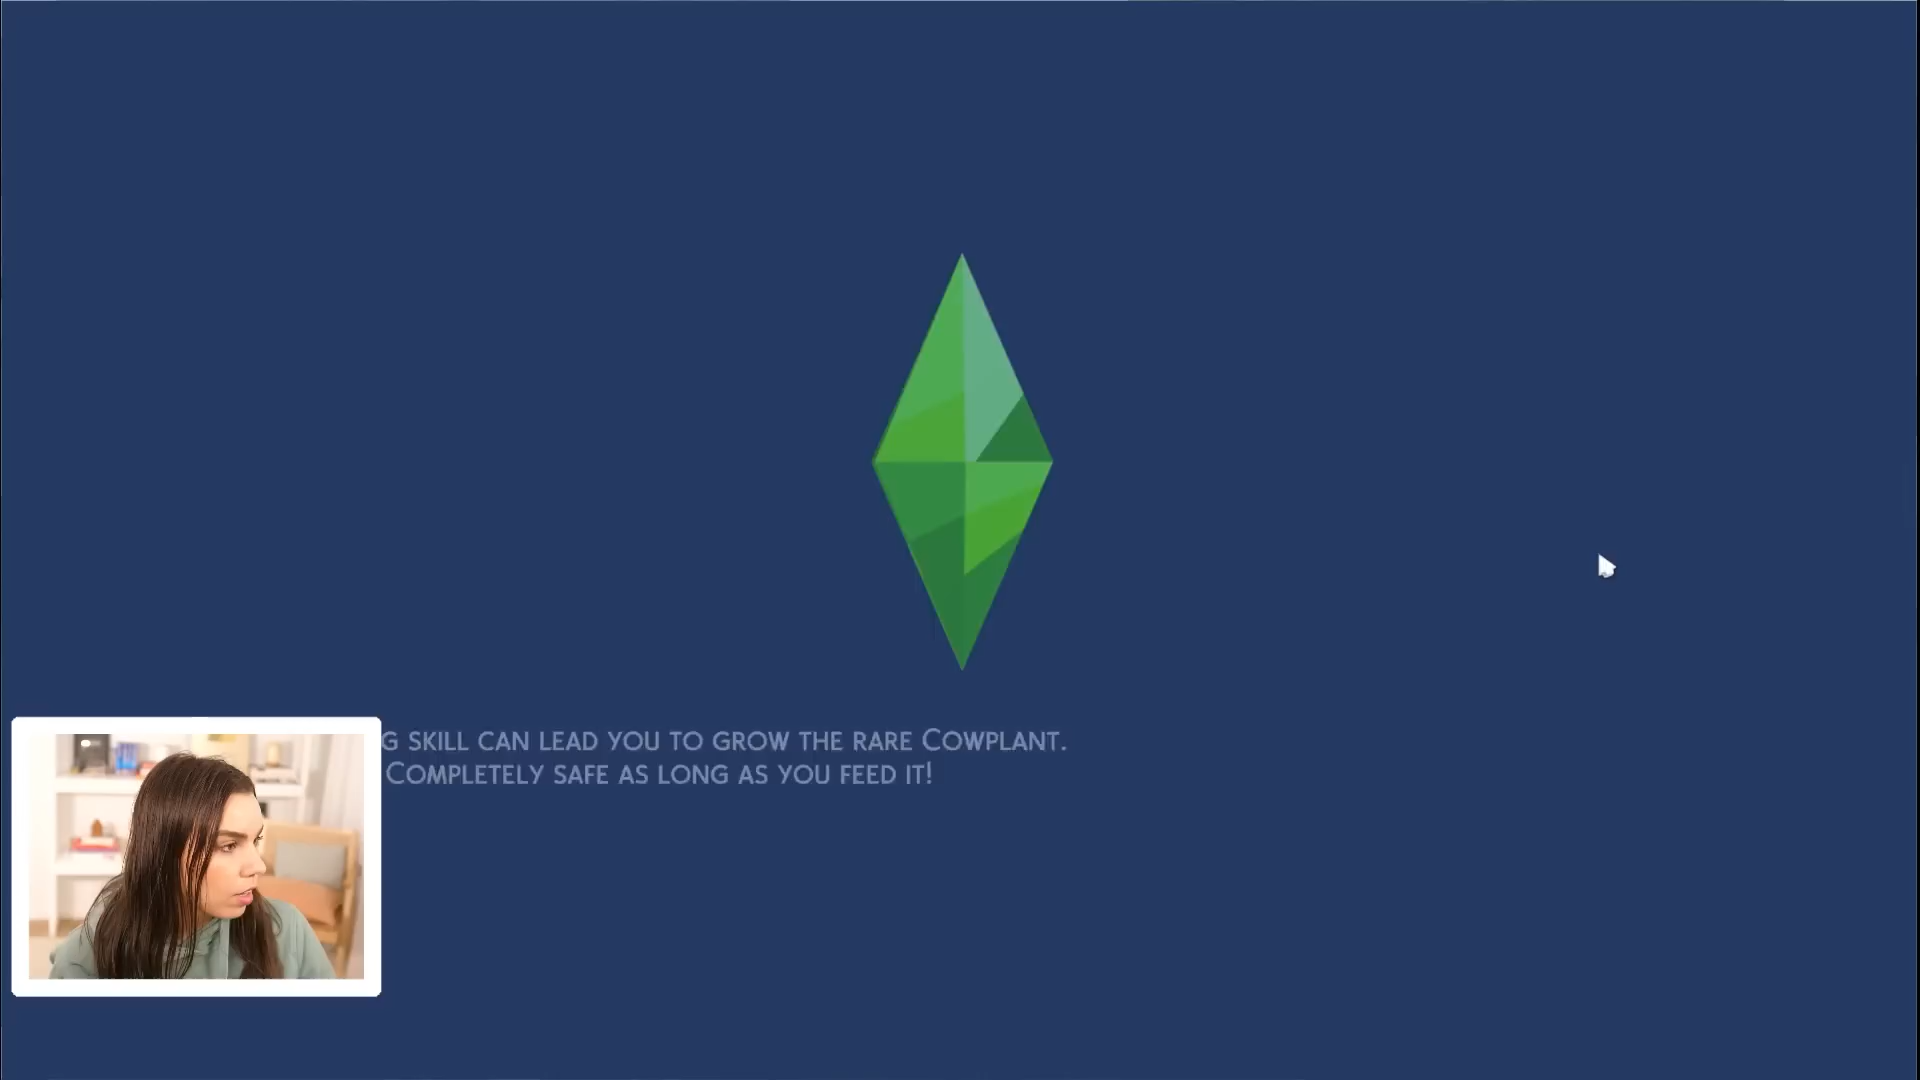 SKILL CAN LEAD YOU TO GROW THE RARE COWPLANT.
COMPLETELY SAFE AS LONG AS YOU FEED IT!